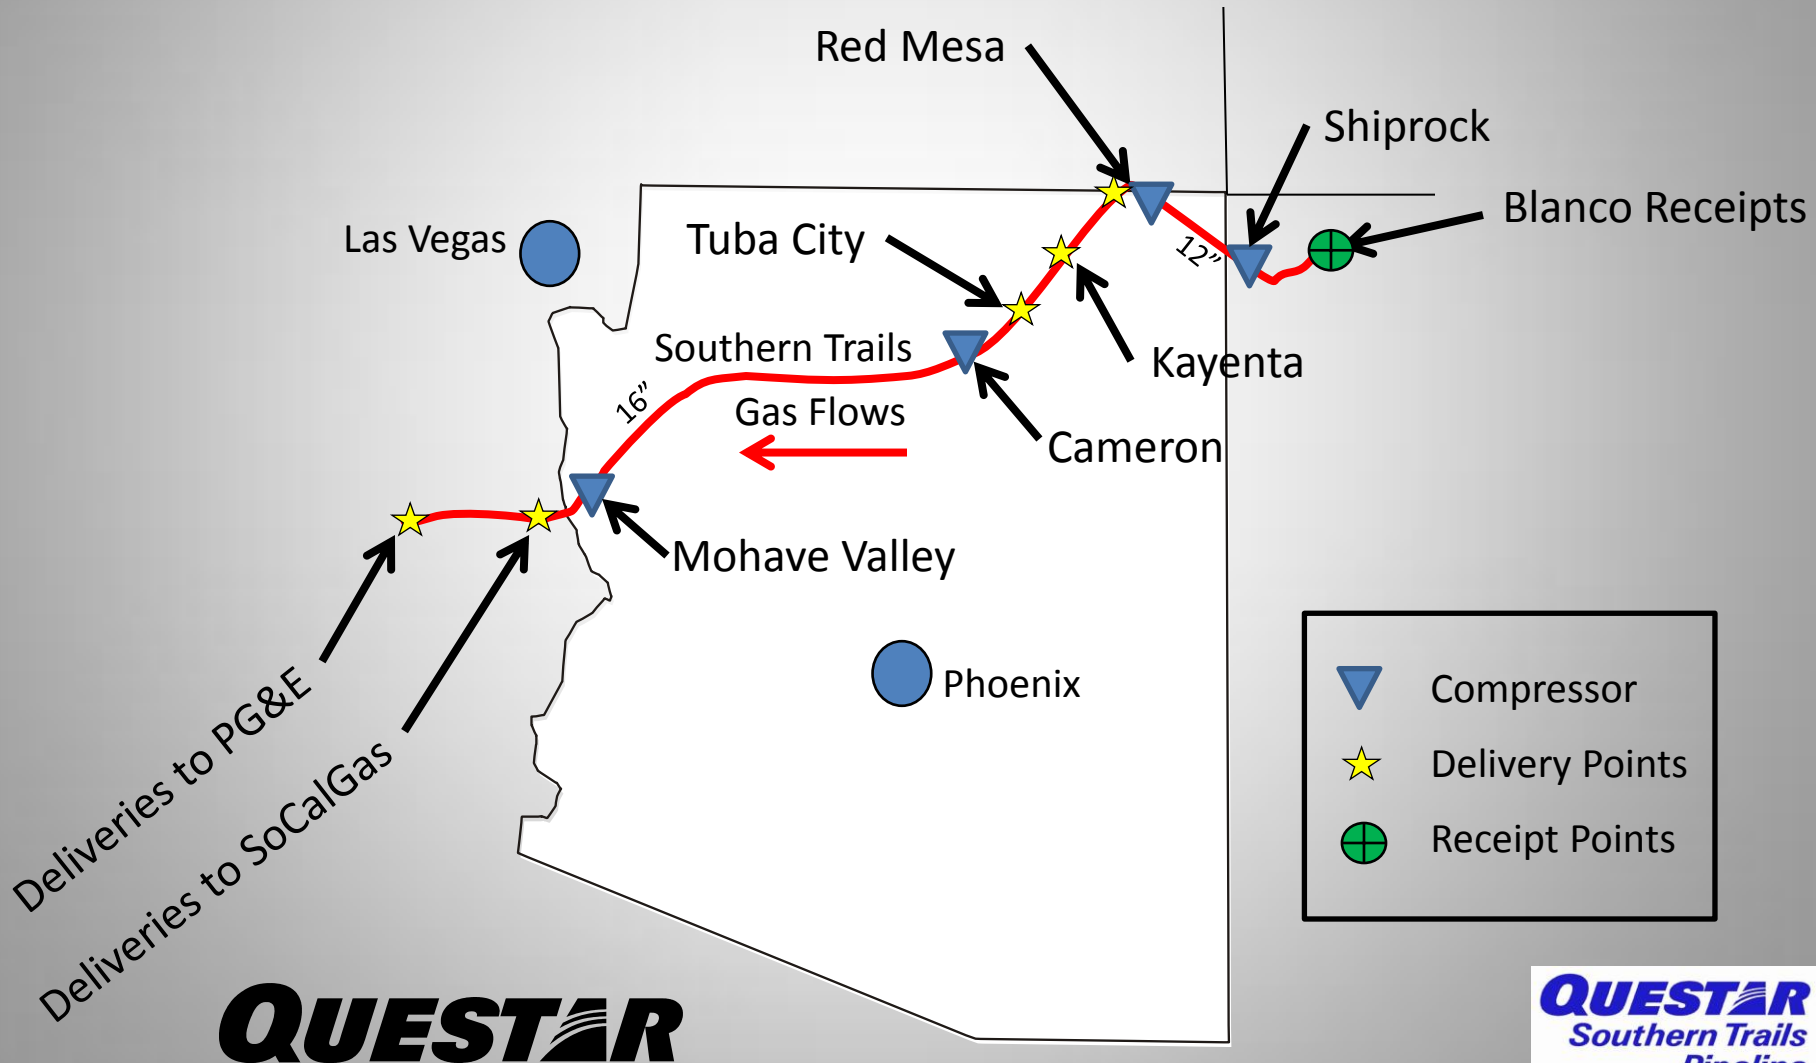 Red Mesa
Shiprock
Blanco Receipts
Las Vegas
Tuba City
12”
Southern Trails
Kayenta
16”
Gas Flows
Cameron
Mohave Valley
Phoenix
Deliveries to PG&E
Deliveries to SoCalGas
Compressor
Delivery Points
Receipt Points
QUESTAR
QUESTAR
Southern Trails
Pipeline